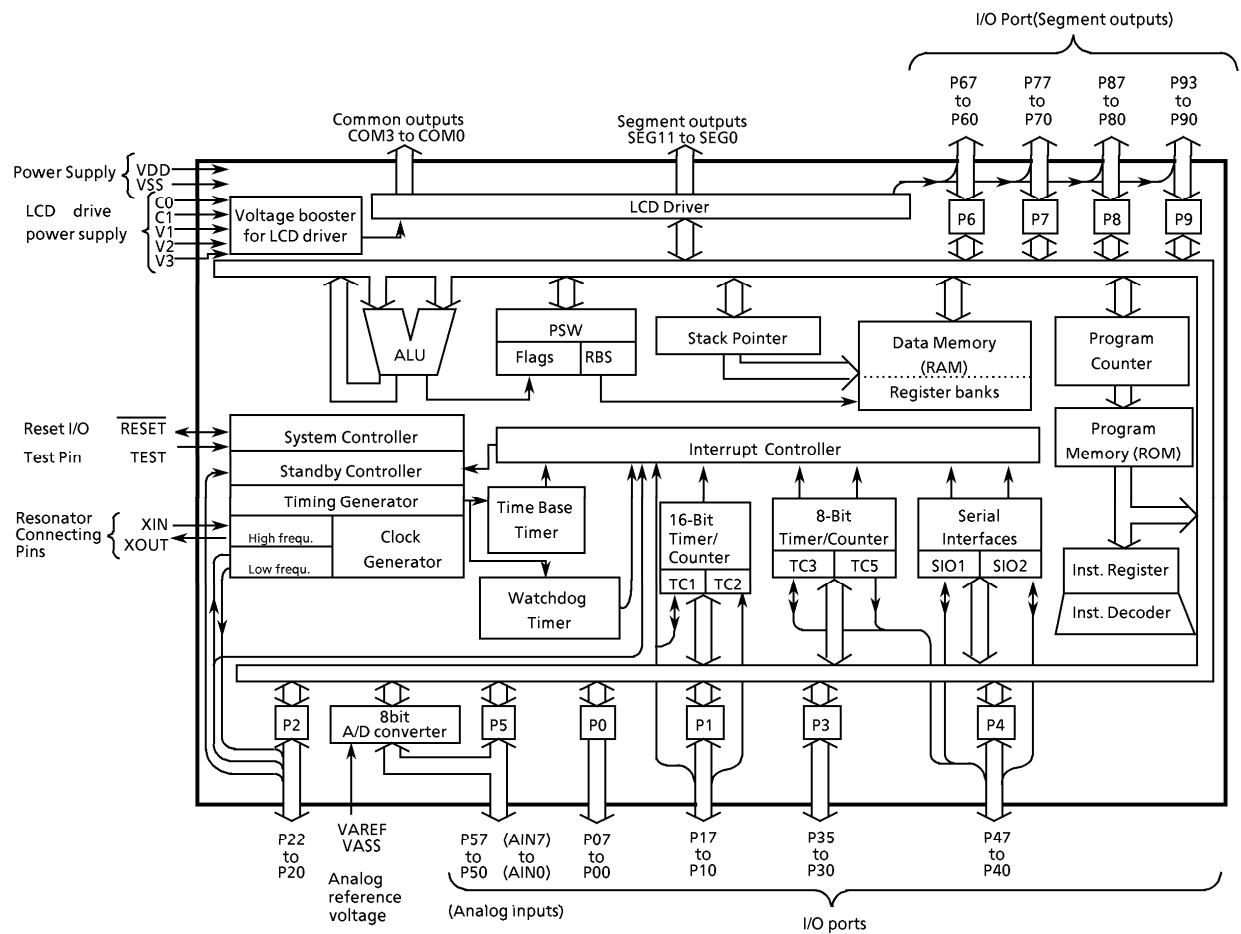 I/O Port(Segment outputs)
P67
to
P60
P77
to
P70
P87
to
P80
P93
to
P90
Common outputs
COM3 to COM0
Segment outputs
SEG11 to SEG0
Power Supply
VDD
VSS
LCD drive
power supply
C0
C1
V1
V2
V3
Voltage booster
for LCD driver
LCD Driver
P6
P7
P8
P9
ALU
PSW
Flags
RBS
Stack Pointer
Data Memory
(RAM)
Register banks
Program
Counter
Program
Memory (ROM)
Reset I/O
RESET
Test Pin
TEST
Resonator
Connecting
Pins
XIN
XOUT
System Controller
Standby Controller
Timing Generator
High frequ.
Low frequ.
Clock
Generator
Interrupt Controller
Time Base
Timer
Watchdog
Timer
16-Bit
Timer/
Counter
TC1
TC2
8-Bit
Timer/Counter
TC3
TC5
Serial
Interfaces
SIO1
SIO2
Inst. Register
Inst. Decoder
P2
8bit
A/D converter
P5
P0
P1
P3
P4
P22
to
P20
VAREF
VASS
Analog
reference
voltage
P57 (AIN7)
to to
P50 (AIN0)
(Analog inputs)
P07
to
P00
P17
to
P10
P35
to
P30
P47
to
P40
I/O ports